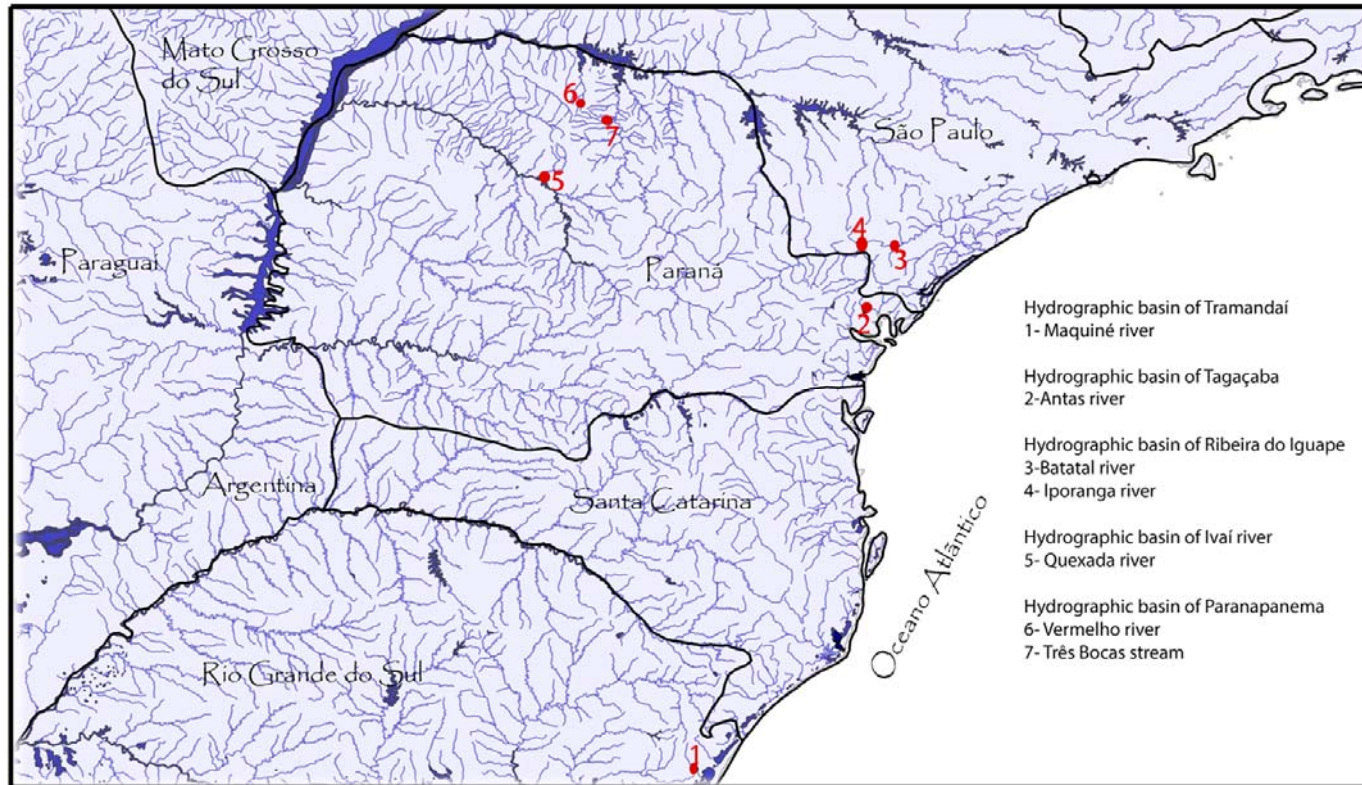 Mato Grosso
do Sul
São Paulo
6
7
5
Paraguai
Paraná
4
3
2
Argentina
Santa Catarina
Oceano Atlântico
Rio Grande do Sul
1
Hydrographic basin of Tramandaí
1- Maquiné river
Hydrographic basin of Tagaçaba
2-Antas river
Hydrographic basin of Ribeira do Iguape
3-Batatal river
4- Iporanga river
Hydrographic basin of Ivaí river
5- Quexada river
Hydrographic basin of Paranapanema
6- Vermelho river
7- Três Bocas stream